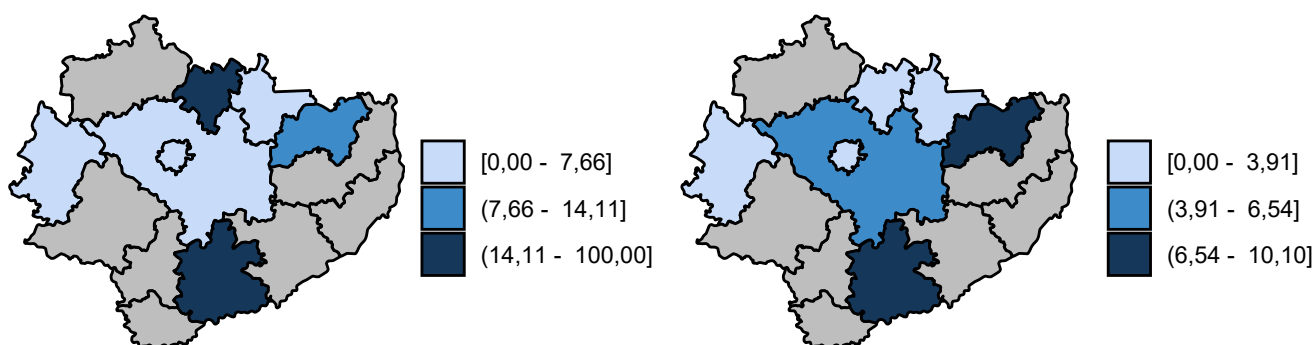 [0,00 - 7,66]
(7,66 - 14,11]
(14,11 - 100,00]
[0,00 - 3,91]
(3,91 - 6,54]
(6,54 - 10,10]